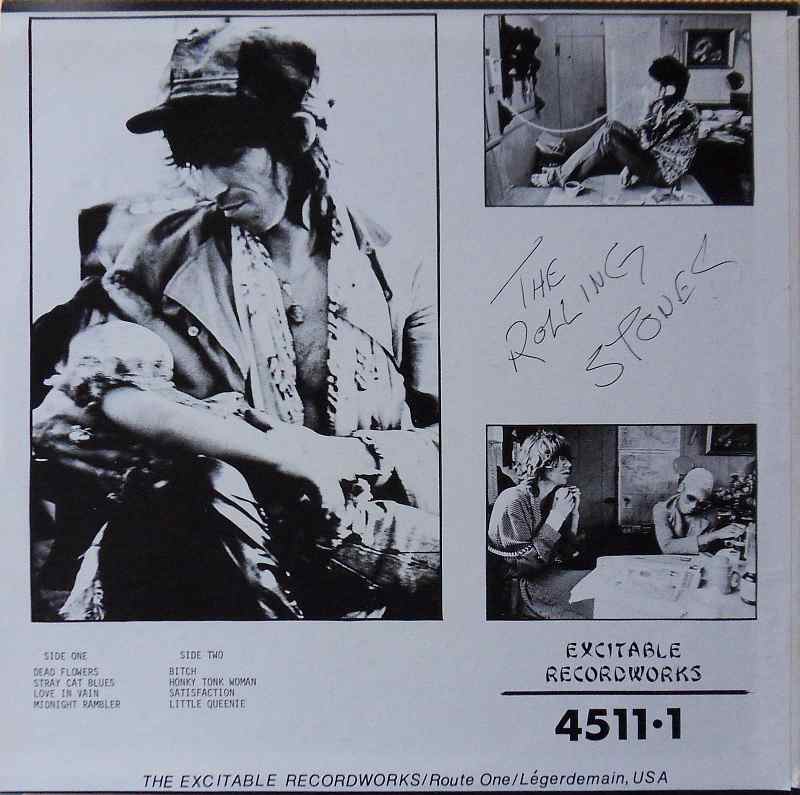 THE
ROLLING
STONES
SIDE ONE
DEAD FLOWERS
STRAY CAT BLUES
LOVE IN VAIN
MIDNIGHT RAMBLER
SIDE TWO
BITCH
HONKY TONK WOMAN
SATISFACTION
LITTLE QUEENIE
EXCITABLE
RECORDWORKS
4511•1
THE EXCITABLE RECORDWORKS/Route One/Légerdemain, USA